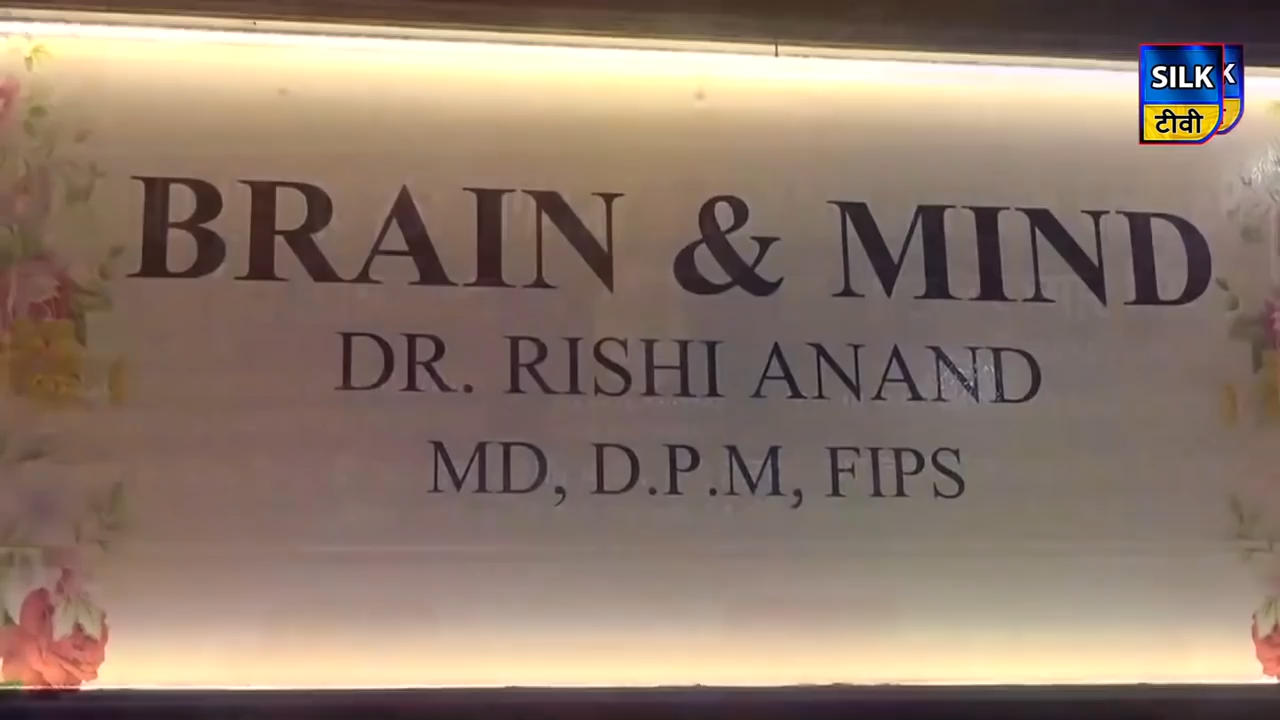 SILK
टीवी
BRAIN & MIND
DR. RISHI ANAND
MD, D.P.M, FIPS